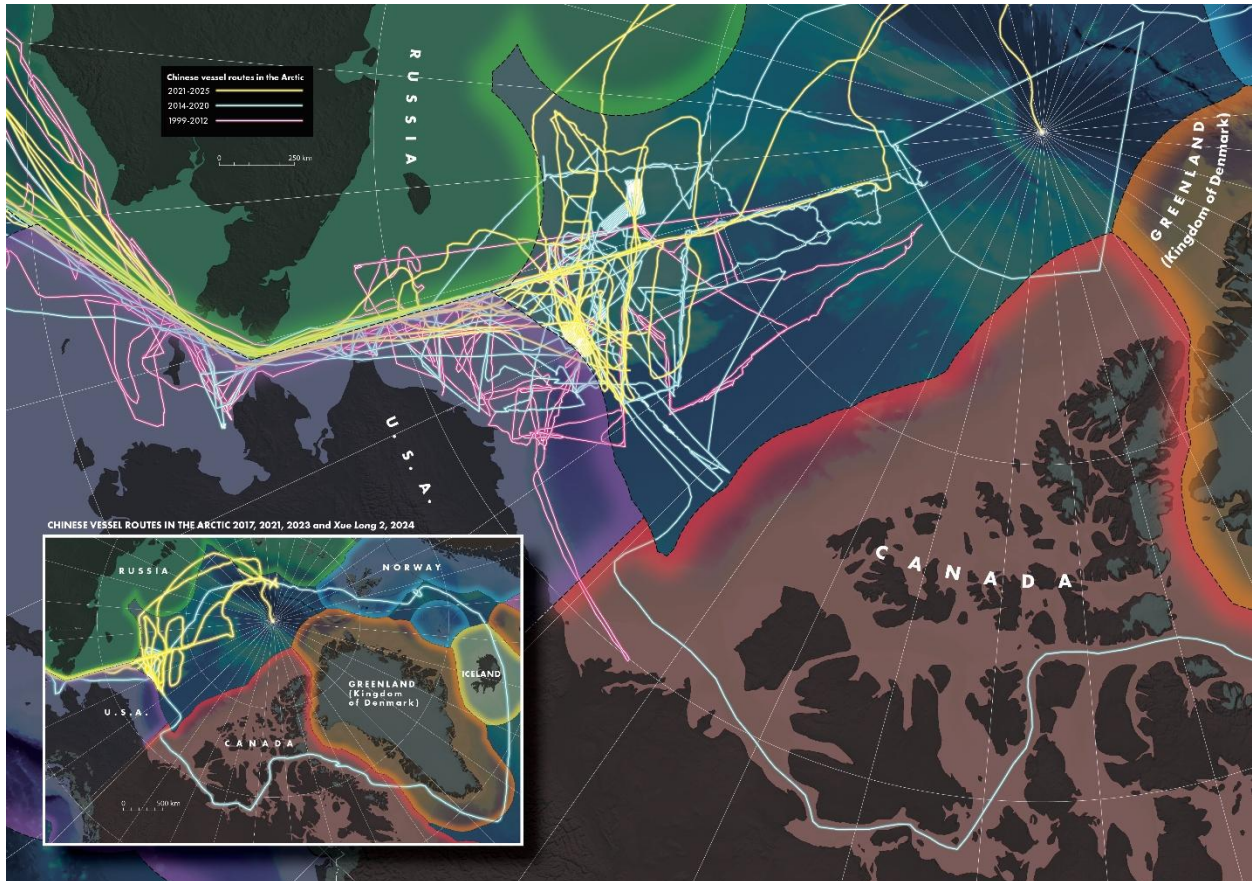 Chinese vessel routes in the Arctic
2021-2025
2014-2020
1999-2012
0 250 km
RUSSIA
GREENLAND
(Kingdom of Denmark)
U.S.A.
CANADA
CHINESE VESSEL ROUTES IN THE ARCTIC 2017, 2021, 2023 and Xue Long 2, 2024
RUSSIA
NORWAY
ICELAND
GREENLAND
(Kingdom
of Denmark)
U.S.A.
CANADA
0 500 km